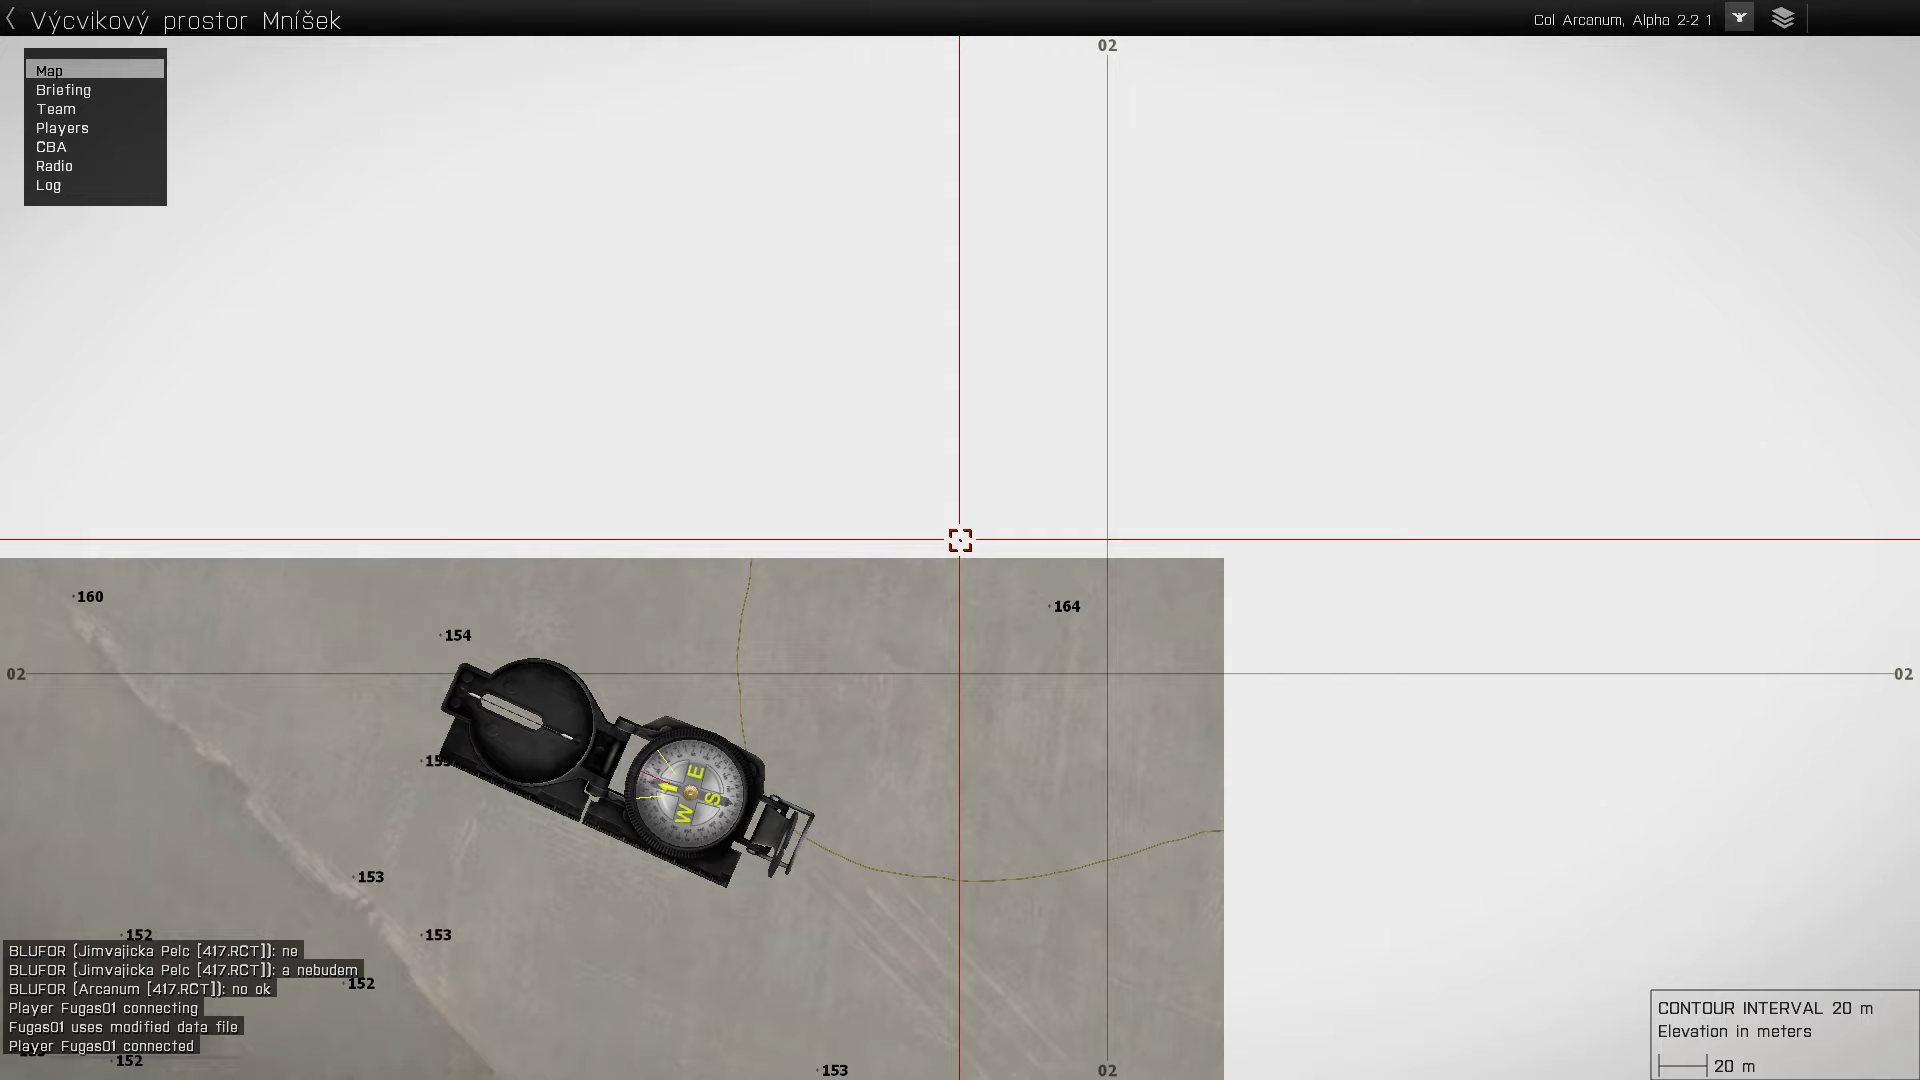 Výcvikový prostor Mníšek
Col Arcanum, Alpha 2-2 1
02
Map
Briefing
Team
Players
CBA
Radio
Log
160
164
154
02
02
E
S
W
153
153
152
152
BLUFOR (Jimvajicka Pelc [417.RCT]): ne
BLUFOR (Jimvajicka Pelc [417.RCT]): a nebudem
BLUFOR (Arcanum [417.RCT]): no ok
Player Fugas01 connecting
Fugas01 uses modified data file
Player Fugas01 connected
152
153
02
CONTOUR INTERVAL 20 m
Elevation in meters
20 m